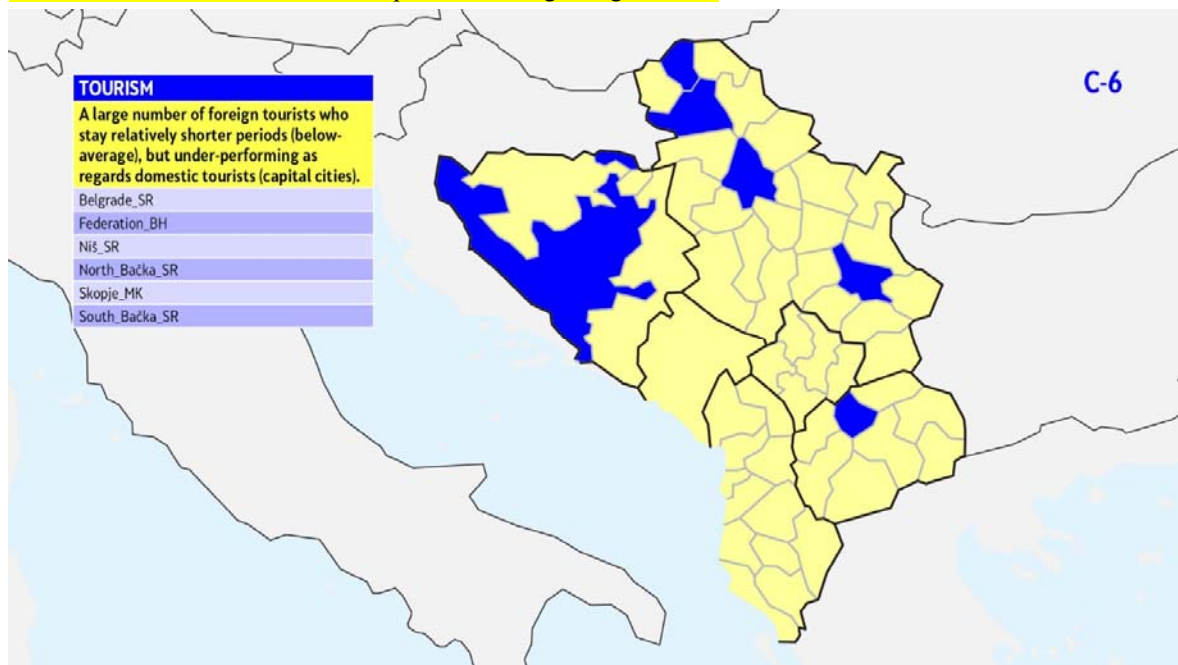 TOURISM
A large number of foreign tourists who
stay relatively shorter periods (below-
average), but under-performing as
regards domestic tourists (capital cities).
Belgrade_SR
Federation_BH
Niš_SR
North_Bačka_SR
Skopje_MK
South_Bačka_SR
C-6